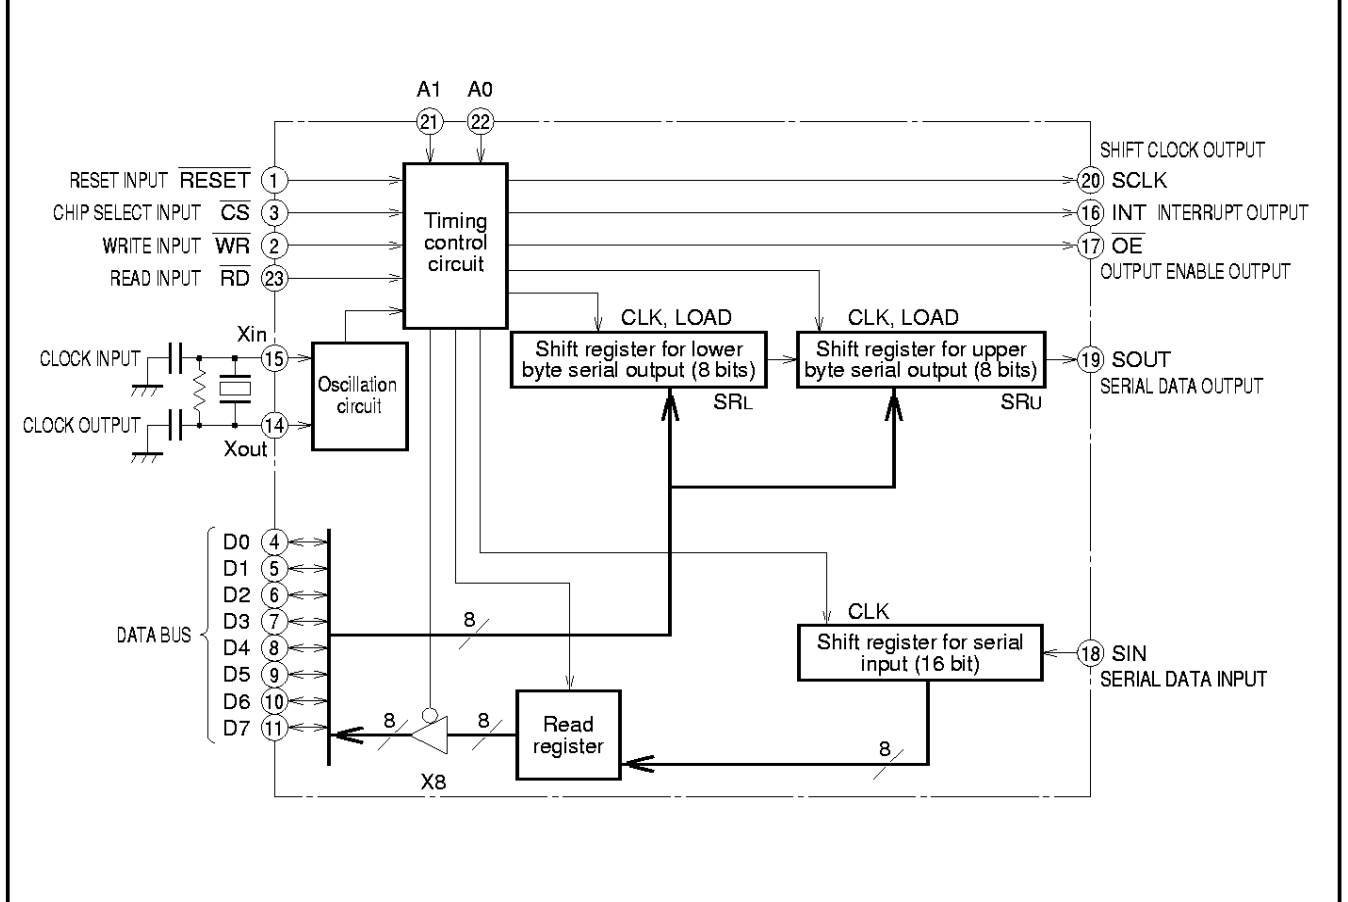 A1 A0
21 22
SHIFT CLOCK OUTPUT
RESET INPUT RESET 1
20 SCLK
CHIP SELECT INPUT CS 3
16 INT INTERRUPT OUTPUT
WRITE INPUT WR 2
17 OE
READ INPUT RD 23
OUTPUT ENABLE OUTPUT
Timing
control
circuit
Xin
CLOCK INPUT 15
CLOCK OUTPUT 14
Xout
Oscillation
circuit
CLK, LOAD
Shift register for lower
byte serial output (8 bits)
SRL
CLK, LOAD
Shift register for upper
byte serial output (8 bits)
SRU
19 SOUT
SERIAL DATA OUTPUT
DATA BUS
D0 4
D1 5
D2 6
D3 7
D4 8
D5 9
D6 10
D7 11
8
CLK
Shift register for serial
input (16 bit)
18 SIN
SERIAL DATA INPUT
8
8
Read
register
8
X8